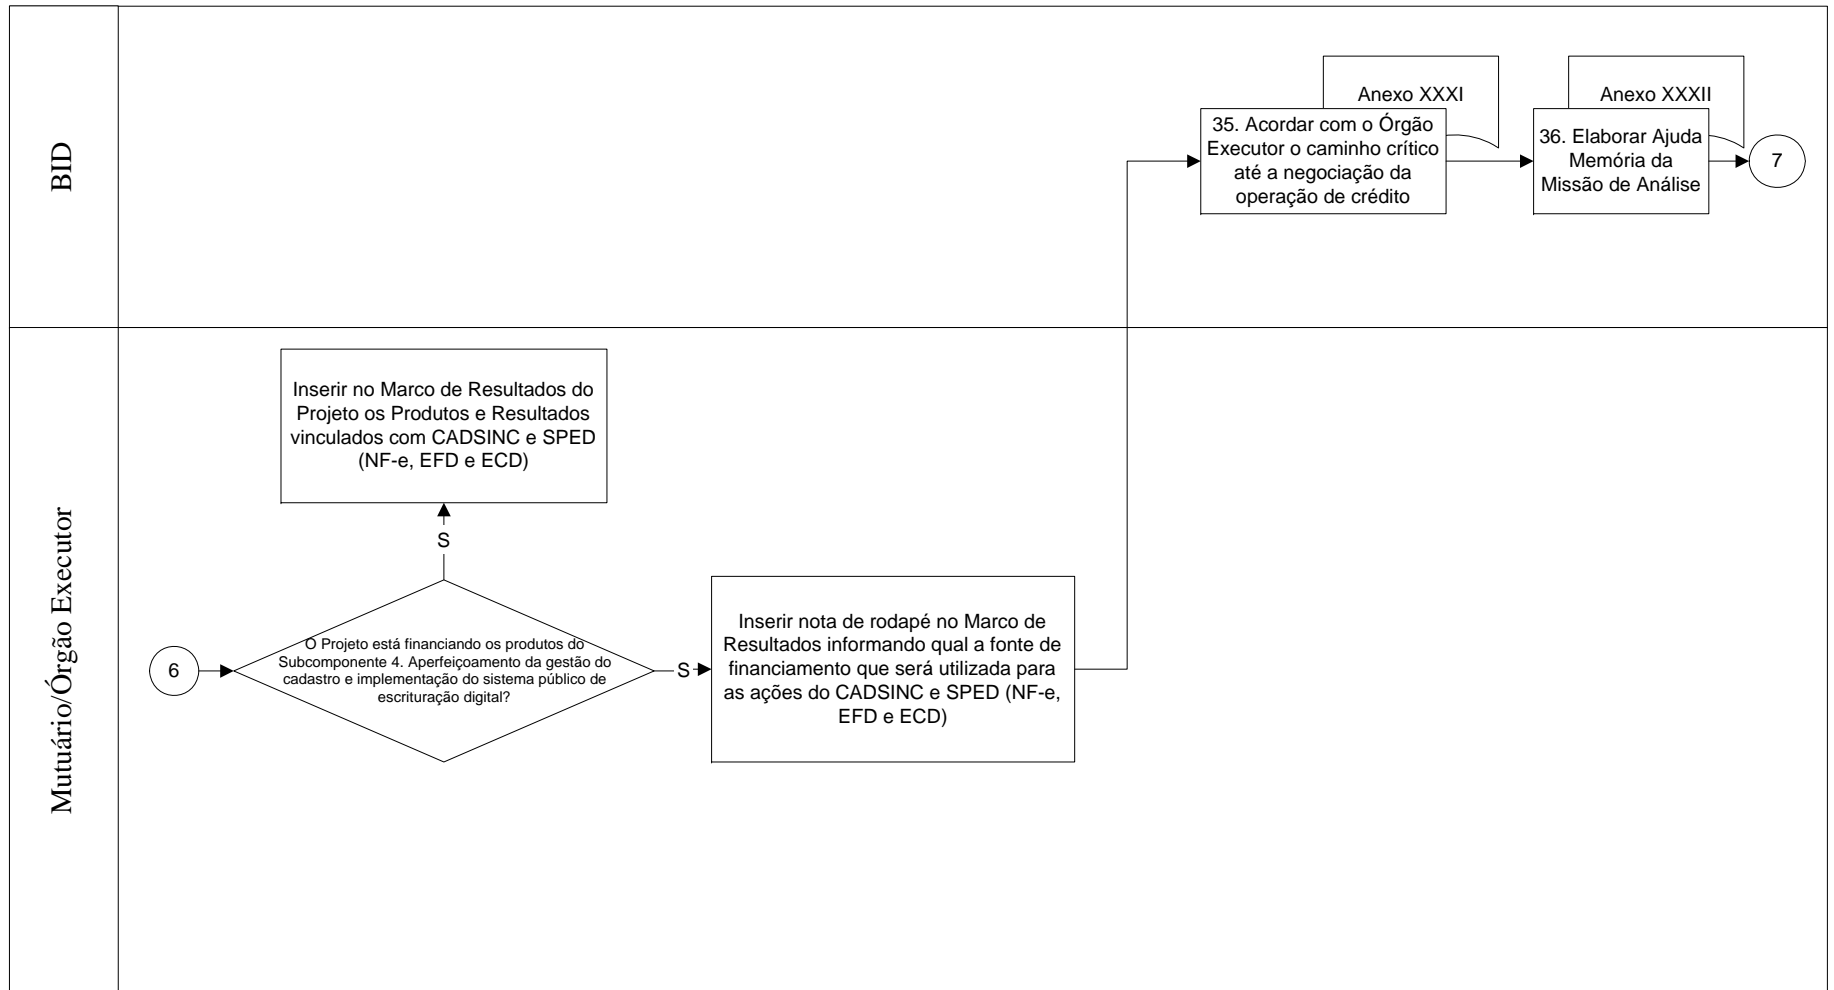 BID
Anexo XXXI
35. Acordar com o Órgão
Executor o caminho crítico
até a negociação da
operação de crédito
Anexo XXXII
36. Elaborar Ajuda
Memória da
Missão de Análise
7
Mutuário/Órgão Executor
Inserir no Marco de Resultados do
Projeto os Produtos e Resultados
vinculados com CADSINC e SPED
(NF-e, EFD e ECD)
S
6
O Projeto está financiando os produtos do
Subcomponente 4. Aperfeiçoamento da gestão do
cadastro e implementação do sistema público de
escrituração digital?
S
Inserir nota de rodapé no Marco de
Resultados informando qual a fonte de
financiamento que será utilizada para
as ações do CADSINC e SPED (NF-e,
EFD e ECD)